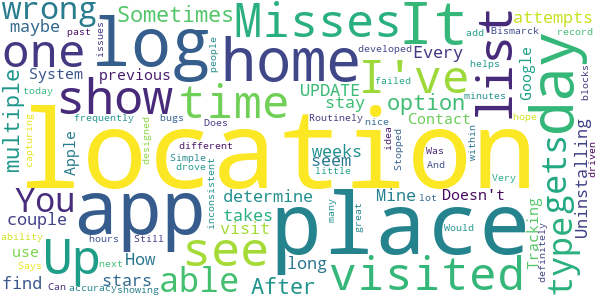 wrong
maybe
past
issues
Sometimes
previous
System
one
log
people
home
Misses
It
Every
I've
developed
add
list
Bismarck
attempts
record
Google
helps
day
blocks
today
show
time
UPDATE
failed
option
stay
minutes
frequently
bugs
Does
Routinely
nice
Contact
multiple
Apple
designed
different
Simple
drove
weeks
seem
idea
Stopped
Was
And
within
hope
Uninstalling
driven
capturing
location
little
inconsistent
You
app
determine
Mine
lot
Doesn't
type
gets
couple
takes
visit
many
great
Would
Very
Tracking
definitely
ability
use
Up
next
hours
Still
How
see
place
visited
find
Says
Can
accuracy
showing
stars
able
After
long